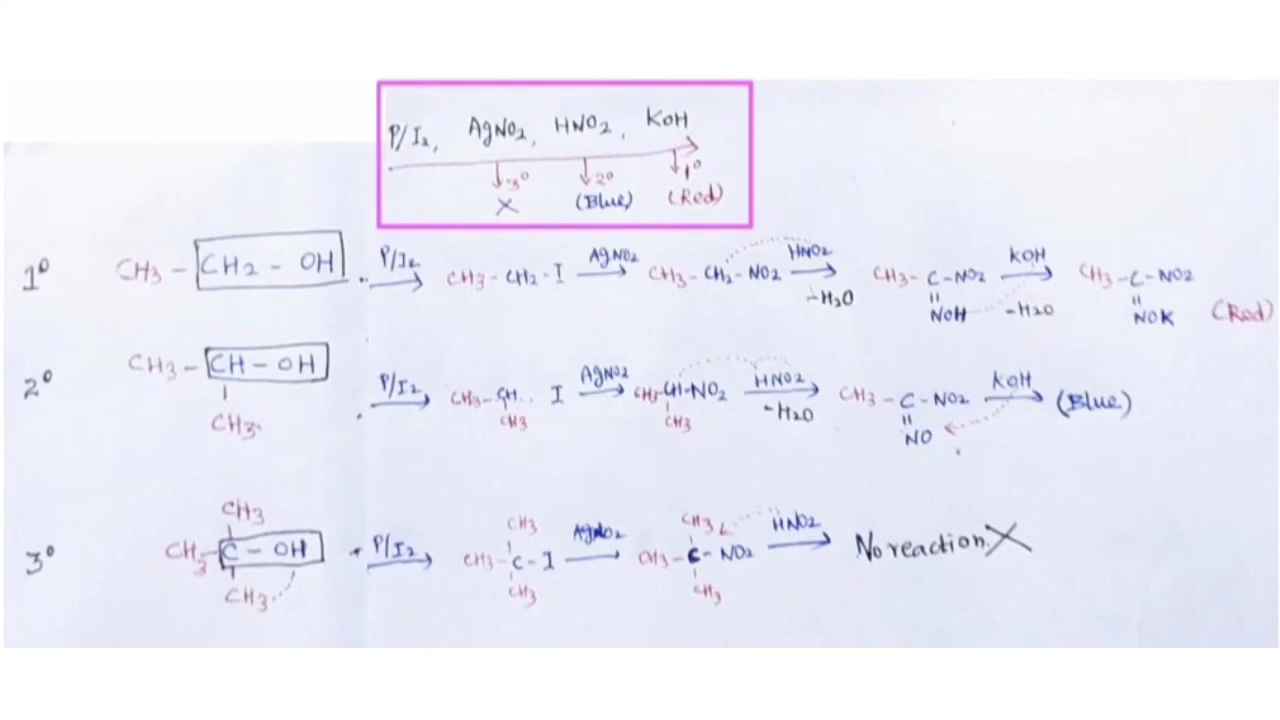 P/I2, AgNO2, HNO2, KOH
↓3° ↓2° ↓1°
X (Blue) (Red)
1° CH3 – CH2 – OH P/I2 → CH3 – CH2 – I AgNO2 → CH3 – CH2 – NO2 HNO2 → –H2O CH3 – C – NO2 KOH → –H2O CH3 – C – NO2
|| NOH || NOK (Red)
2° CH3 – CH – OH P/I2 → CH3 – CH . . I AgNO2 → CH3 – CH – NO2 HNO2 → –H2O CH3 – C – NO2 KOH → (Blue)
| CH3 CH3 | CH3 || NO
CH3 CH3 CH3
3° CH3 – C – OH P/I2 → CH3 – C – I AgNO2 → CH3 – C – NO2 HNO2 → No reaction X
CH3 CH3 CH3